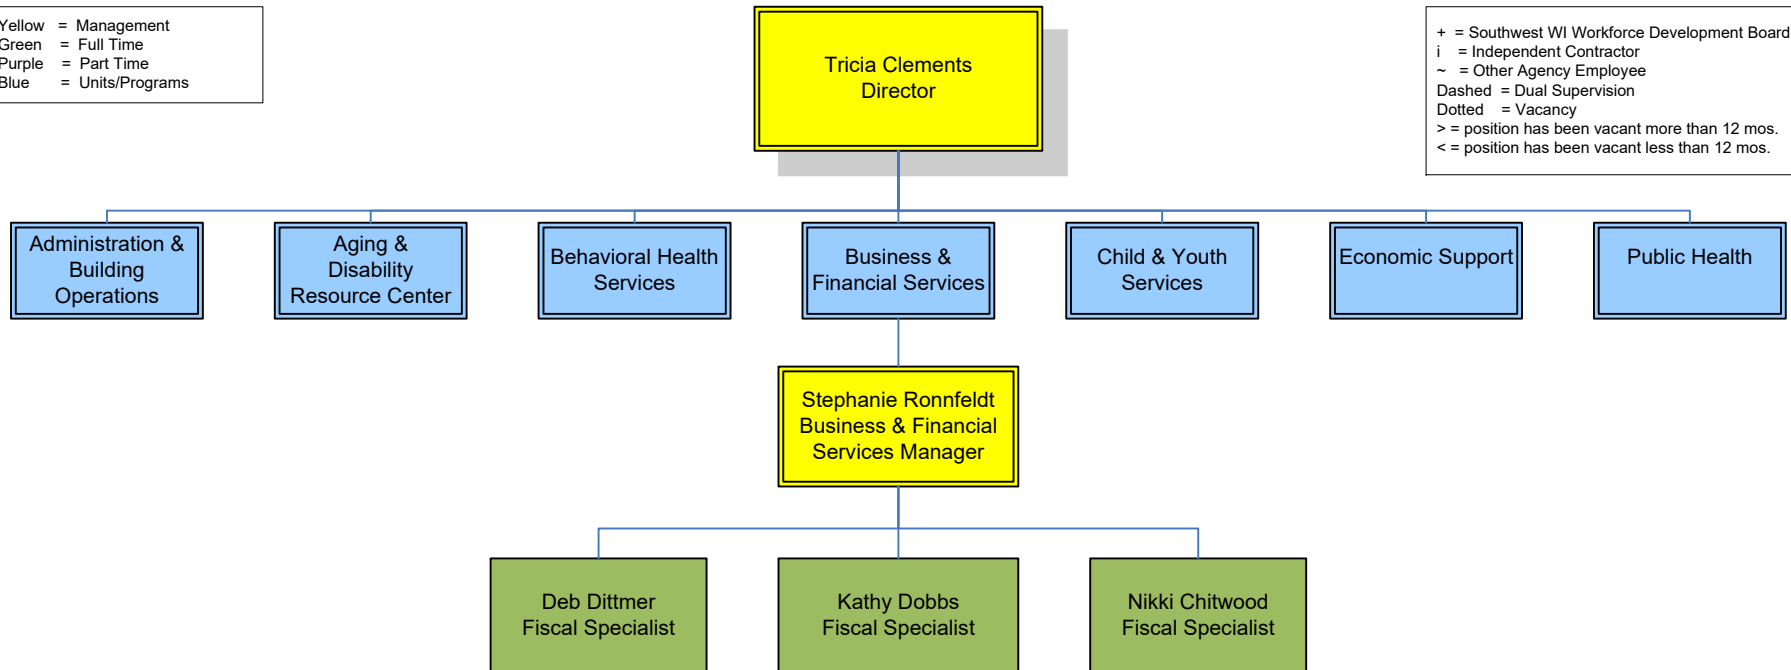 Yellow = Management
Green = Full Time
Purple = Part Time
Blue = Units/Programs
Tricia Clements
Director
+ = Southwest WI Workforce Development Board
i = Independent Contractor
~ = Other Agency Employee
Dashed = Dual Supervision
Dotted = Vacancy
> = position has been vacant more than 12 mos.
< = position has been vacant less than 12 mos.
Administration &
Building
Operations
Aging &
Disability
Resource Center
Behavioral Health
Services
Business &
Financial Services
Child & Youth
Services
Economic Support
Public Health
Stephanie Ronnfeldt
Business & Financial
Services Manager
Deb Dittmer
Fiscal Specialist
Kathy Dobbs
Fiscal Specialist
Nikki Chitwood
Fiscal Specialist